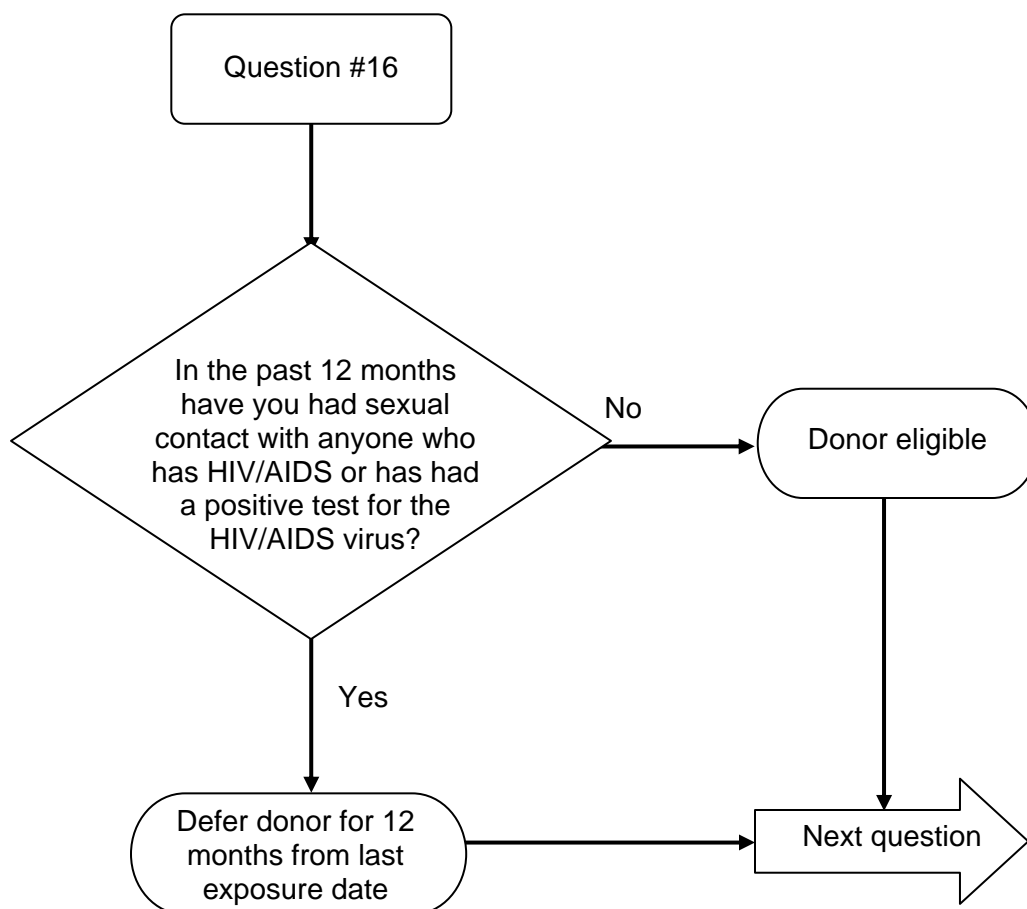 Question #16
In the past 12 months
have you had sexual
contact with anyone who
has HIV/AIDS or has had
a positive test for the
HIV/AIDS virus?
No
Donor eligible
Yes
Defer donor for 12
months from last
exposure date
Next question